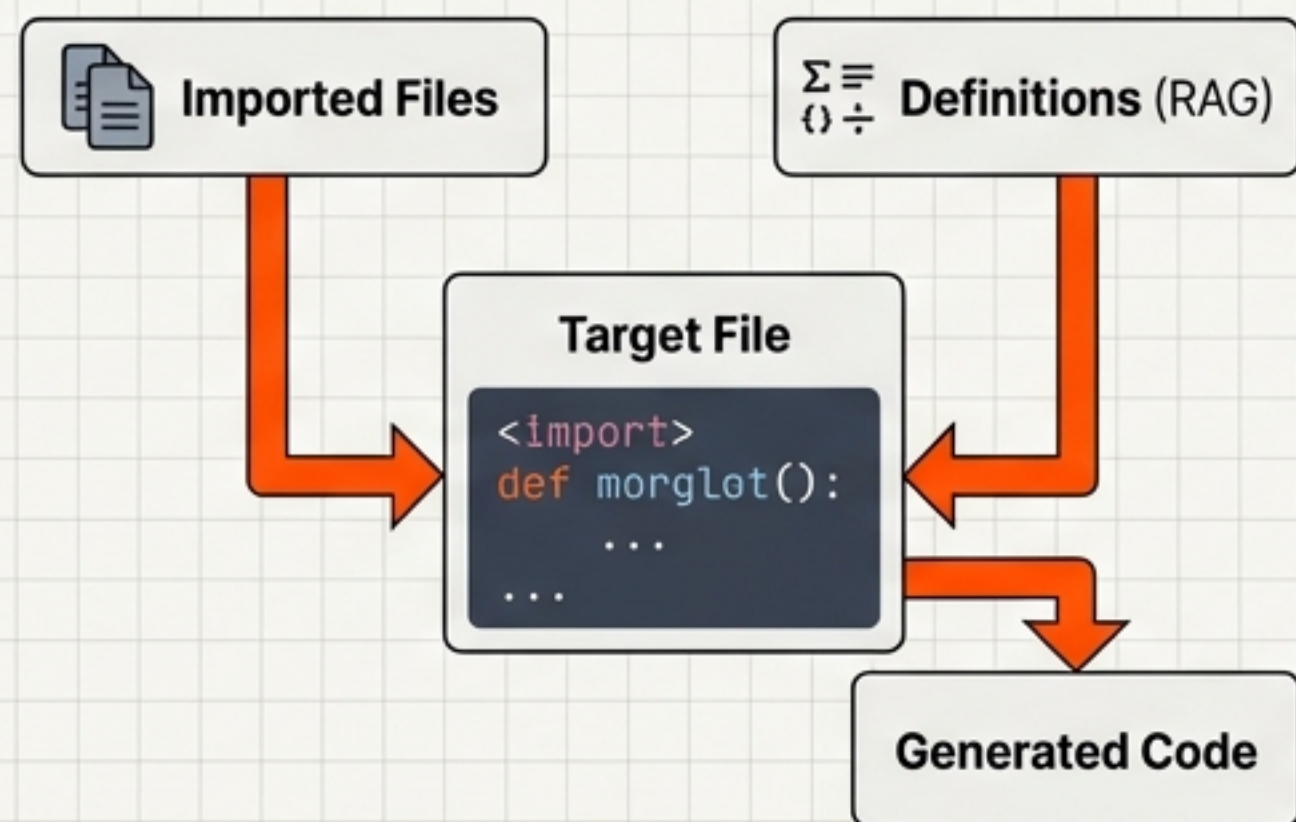 Imported Files
Σ
{} ÷
Definitions (RAG)
Target File
<import>
def morglot():
...
...
Generated Code